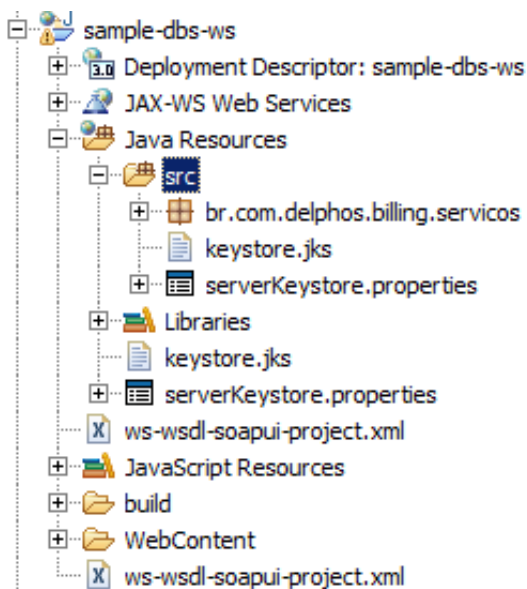 sample-dbs-ws
3.0 Deployment Descriptor: sample-dbs-ws
JAX-WS Web Services
Java Resources
src
br.com.delphos.billing.servicos
keystore.jks
serverKeystore.properties
Libraries
keystore.jks
serverKeystore.properties
X ws-wsdl-soapui-project.xml
JavaScript Resources
build
WebContent
X ws-wsdl-soapui-project.xml